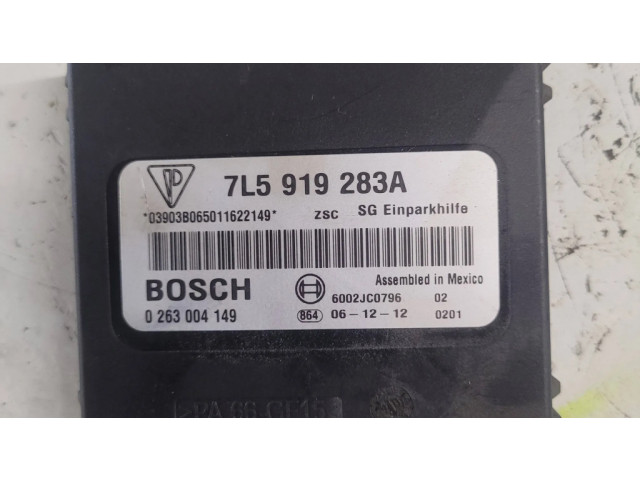 7L5 919 283A
*03903B065011622149* ZSC SG Einparkhilfe
BOSCH
Assembled in Mexico
6002JC0796 02
0 263 004 149
864 06-12-12 0201